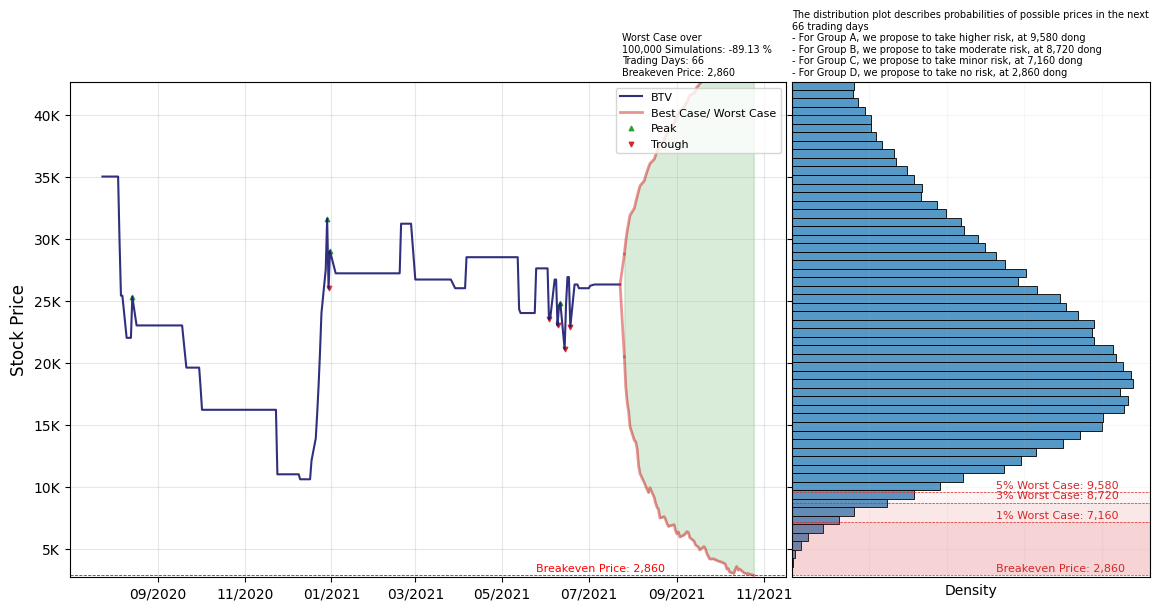 The distribution plot describes probabilities of possible prices in the next
66 trading days
- For Group A, we propose to take higher risk, at 9,580 dong
- For Group B, we propose to take moderate risk, at 8,720 dong
- For Group C, we propose to take minor risk, at 7,160 dong
- For Group D, we propose to take no risk, at 2,860 dong
Worst Case over
100,000 Simulations: -89.13 %
Trading Days: 66
Breakeven Price: 2,860
BTV
Best Case/ Worst Case
Peak
Trough
Stock Price
40K
35K
30K
25K
20K
15K
10K
5K
Breakeven Price: 2,860
09/2020
11/2020
01/2021
03/2021
05/2021
07/2021
09/2021
11/2021
5% Worst Case: 9,580
3% Worst Case: 8,720
1% Worst Case: 7,160
Breakeven Price: 2,860
Density